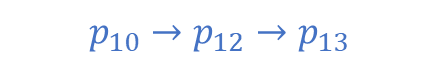 p₁₀ → p₁₂ → p₁₃